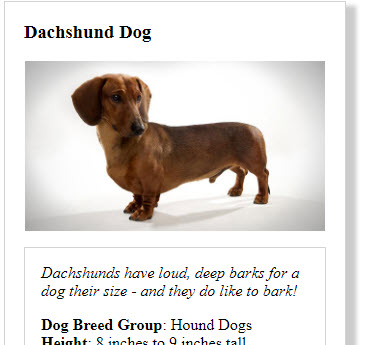 Dachshund Dog
Dachshunds have loud, deep barks for a
dog their size - and they do like to bark!
Dog Breed Group: Hound Dogs
Height: 8 inches to 9 inches tall